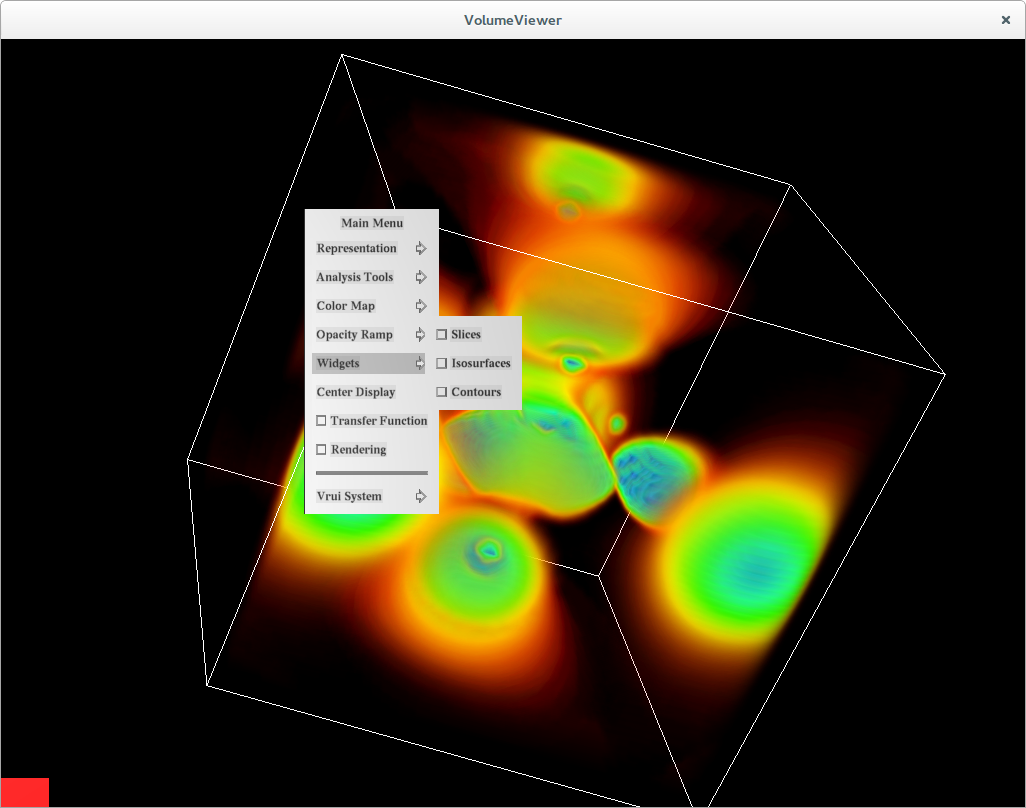 VolumeViewer
Main Menu
Representation
Analysis Tools
Color Map
Opacity Ramp
Widgets
Center Display
Transfer Function
Rendering
Vrui System
Slices
Isosurfaces
Contours